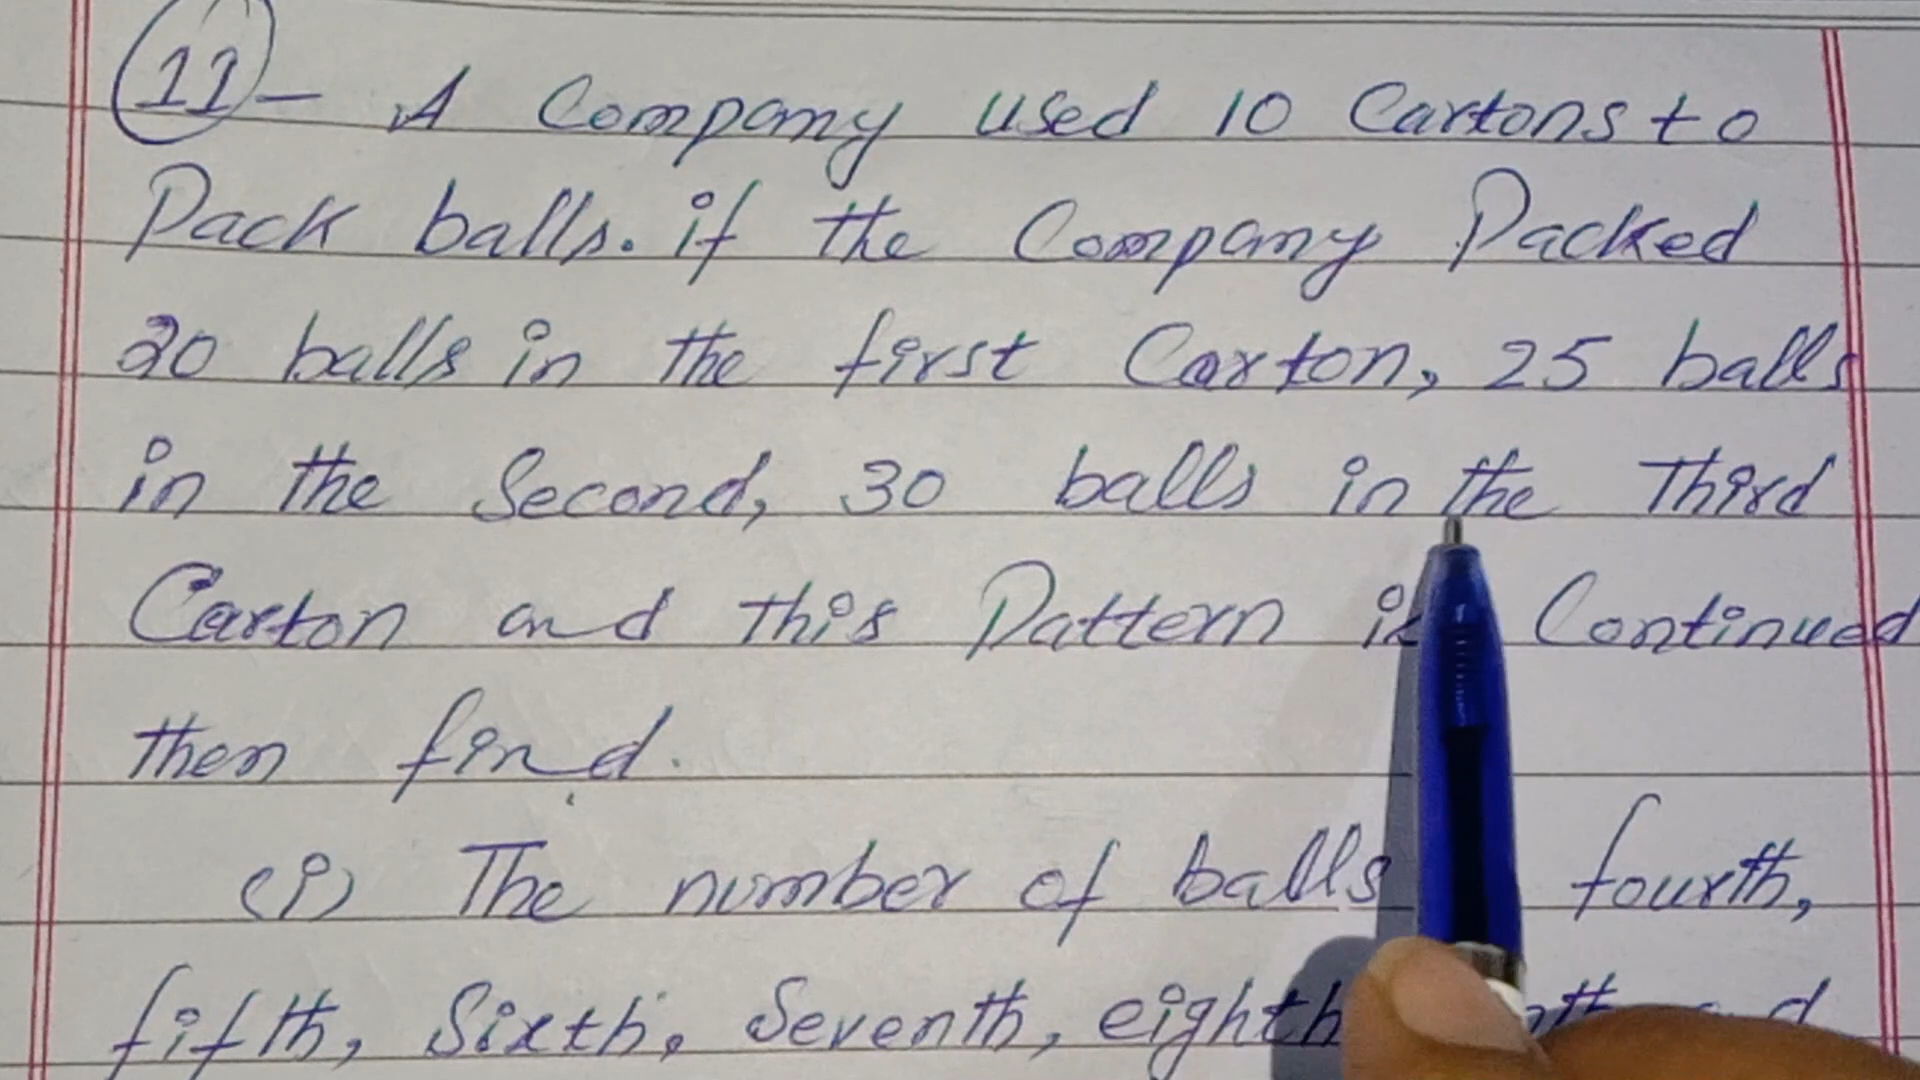 11- A Company used 10 Cartons to
Pack balls. if the Company Packed
20 balls in the first Carton, 25 balls
in the Second, 30 balls in the Third
Carton and this Pattern is Continued
then find.
(i) The number of balls fourth,
fifth, Sixth, Seventh, eighth